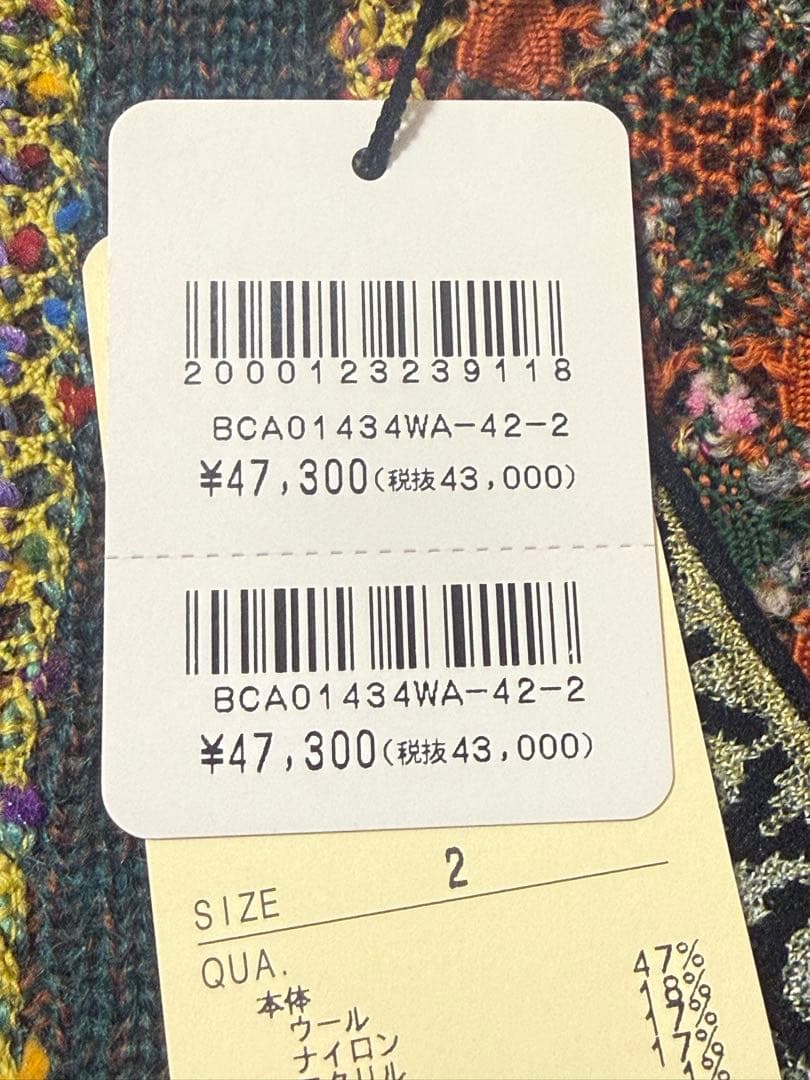 2000123239118
BCA01434WA-42-2
¥47,300(税抜43,000)
BCA01434WA-42-2
¥47,300(税抜43,000)
SIZE 2
QUA.
本体
ウール 47%
ナイロン 18%
17%
17%